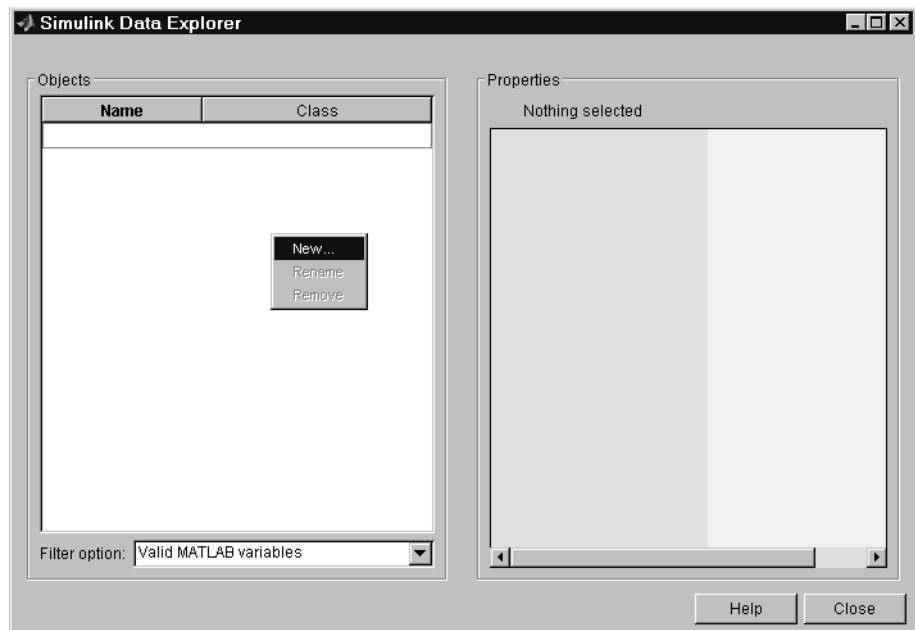 Simulink Data Explorer
Objects
Name Class
New...
Rename
Remove
Filter option: Valid MATLAB variables
Properties
Nothing selected
Help Close